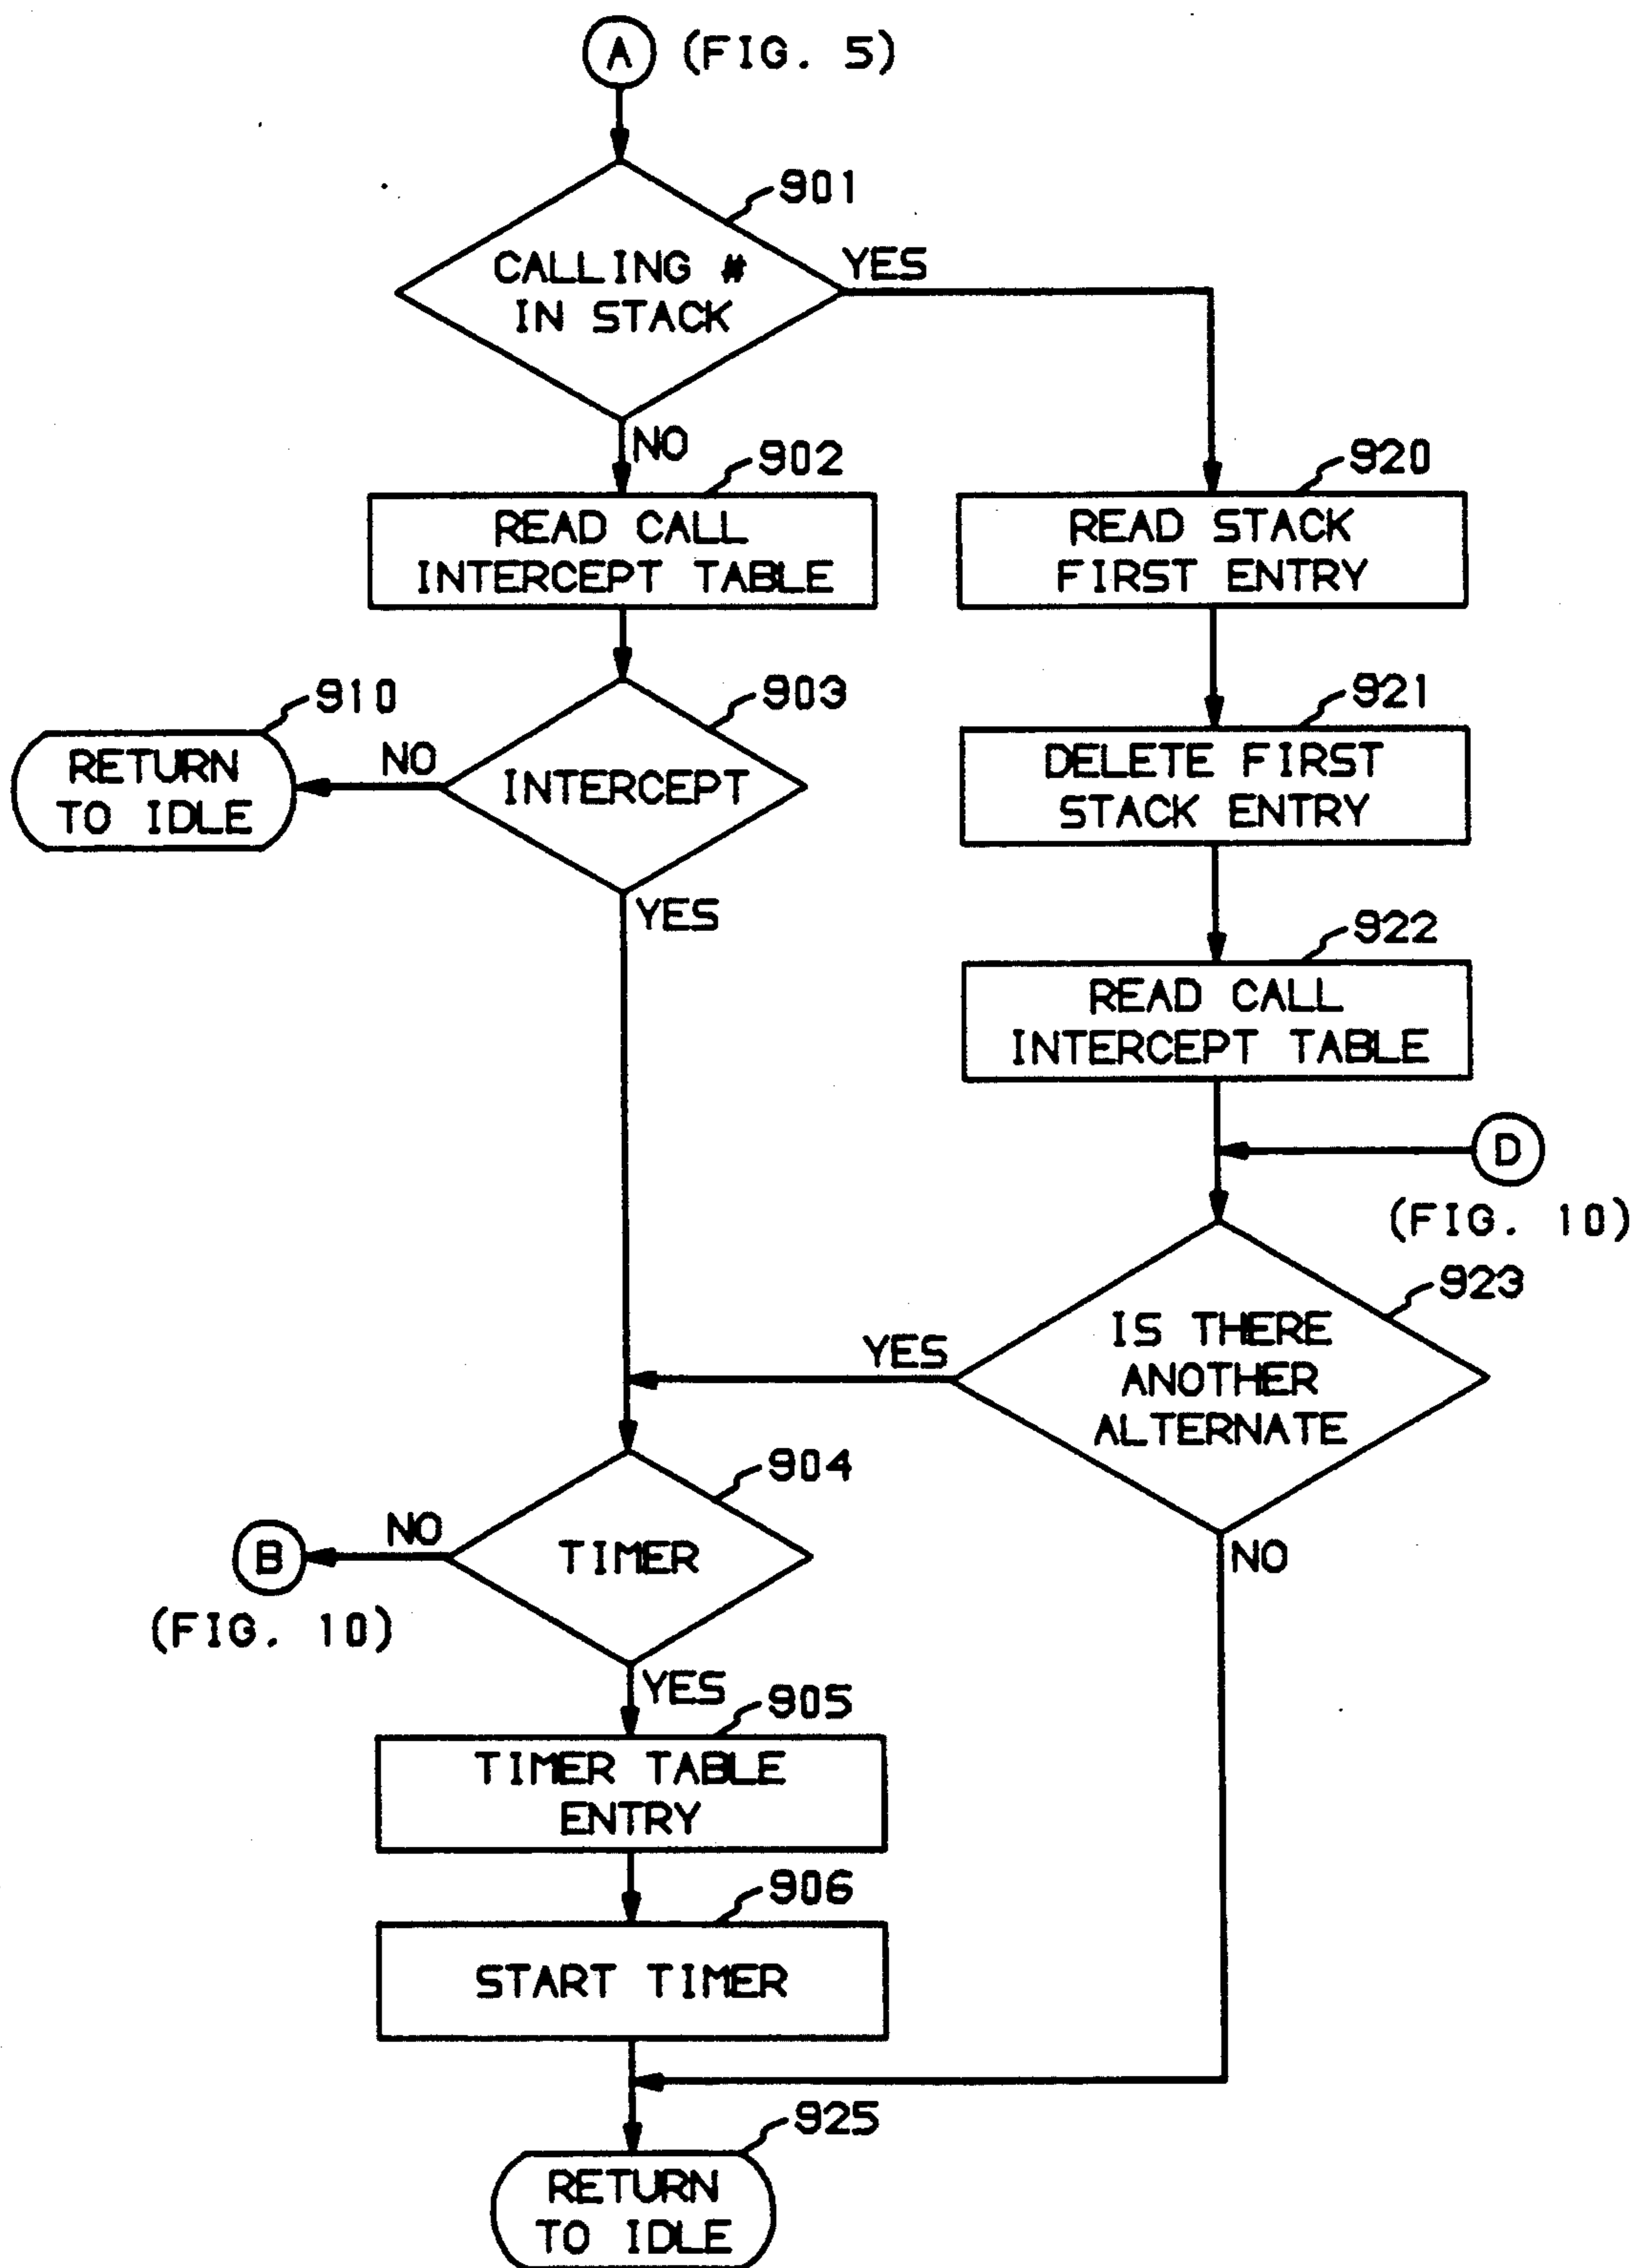 A (FIG. 5)
901
CALLING #
IN STACK
YES
NO
902
READ CALL
INTERCEPT TABLE
920
READ STACK
FIRST ENTRY
910
RETURN
TO IDLE
NO
903
INTERCEPT
YES
921
DELETE FIRST
STACK ENTRY
922
READ CALL
INTERCEPT TABLE
D
(FIG. 10)
923
IS THERE
ANOTHER
ALTERNATE
YES
NO
904
TIMER
NO
B
(FIG. 10)
YES
905
TIMER TABLE
ENTRY
906
START TIMER
925
RETURN
TO IDLE